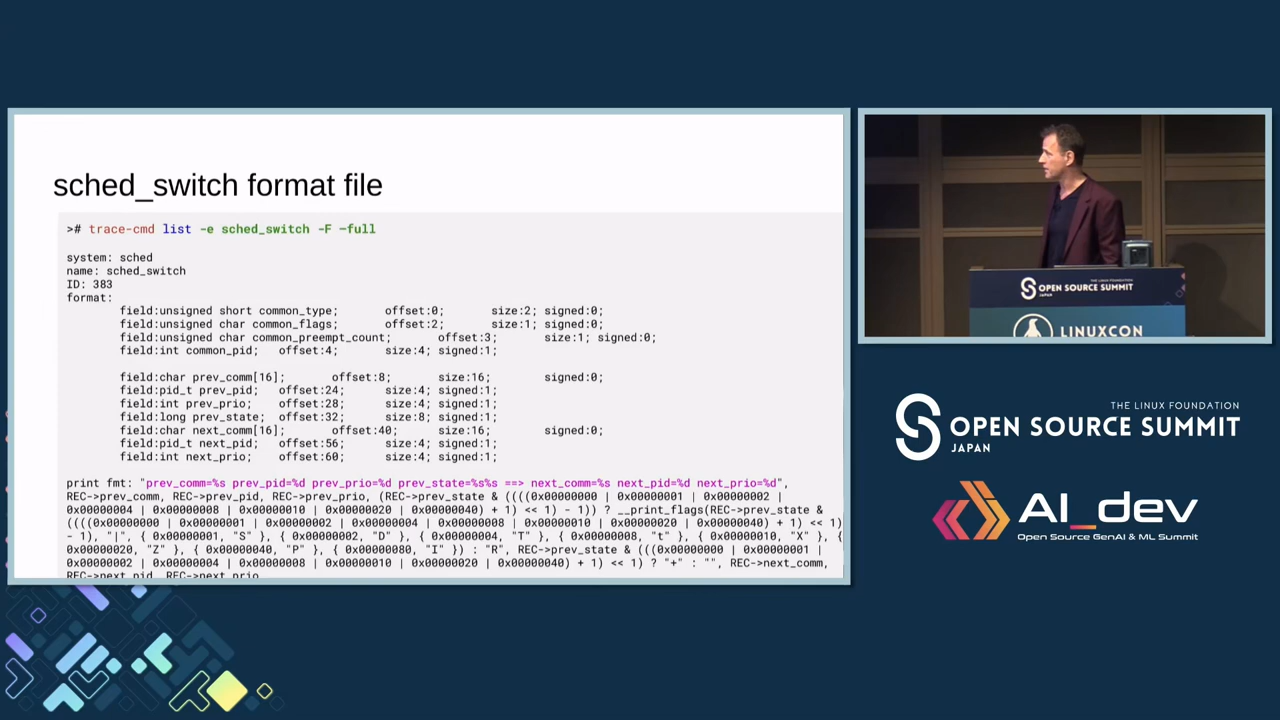 sched_switch format file
># trace-cmd list -e sched_switch -F –full
system: sched
name: sched_switch
ID: 383
format:
field:unsigned short common_type; offset:0; size:2; signed:0;
field:unsigned char common_flags; offset:2; size:1; signed:0;
field:unsigned char common_preempt_count; offset:3; size:1; signed:0;
field:int common_pid; offset:4; size:4; signed:1;
field:char prev_comm[16]; offset:8; size:16; signed:0;
field:pid_t prev_pid; offset:24; size:4; signed:1;
field:int prev_prio; offset:28; size:4; signed:1;
field:long prev_state; offset:32; size:8; signed:1;
field:char next_comm[16]; offset:40; size:16; signed:0;
field:pid_t next_pid; offset:56; size:4; signed:1;
field:int next_prio; offset:60; size:4; signed:1;
print fmt: "prev_comm=%s prev_pid=%d prev_prio=%d prev_state=%s%s ==> next_comm=%s next_pid=%d next_prio=%d",
REC->prev_comm, REC->prev_pid, REC->prev_prio, (REC->prev_state & ((((0x00000000 | 0x00000001 | 0x00000002 |
0x00000004 | 0x00000008 | 0x00000010 | 0x00000020 | 0x00000040) + 1) << 1) - 1)) ? __print_flags(REC->prev_state &
((((0x00000000 | 0x00000001 | 0x00000002 | 0x00000004 | 0x00000008 | 0x00000010 | 0x00000020 | 0x00000040) + 1) << 1)
- 1), "|", { 0x00000001, "S" }, { 0x00000002, "D" }, { 0x00000004, "T" }, { 0x00000008, "t" }, { 0x00000010, "X" }, {
0x00000020, "Z" }, { 0x00000040, "P" }, { 0x00000080, "I" }) : "R", REC->prev_state & (((0x00000000 | 0x00000001 |
0x00000002 | 0x00000004 | 0x00000008 | 0x00000010 | 0x00000020 | 0x00000040) + 1) << 1) ? "+" : "", REC->next_comm,
REC->next_pid, REC->next_prio
THE LINUX FOUNDATION
OPEN SOURCE SUMMIT
JAPAN
LINUXCON
THE LINUX FOUNDATION
OPEN SOURCE SUMMIT
JAPAN
AI_dev
Open Source GenAI & ML Summit